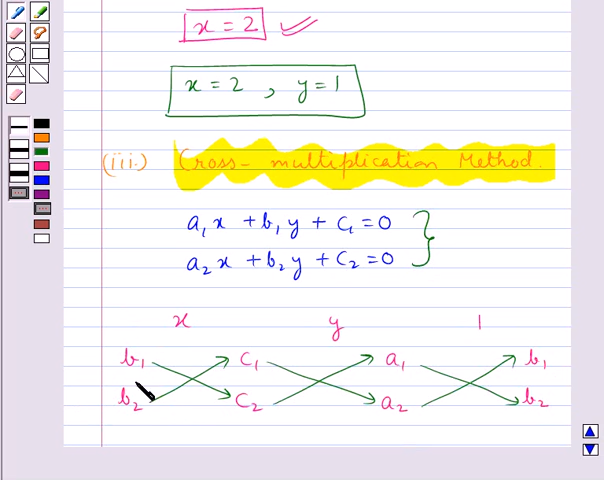 x = 2
x = 2 , y = 1
(iii.) Cross- multiplication Method.
a₁x + b₁y + c₁ = 0
a₂x + b₂y + c₂ = 0
x y 1
b₁ c₁ a₁ b₁
b₂ c₂ a₂ b₂